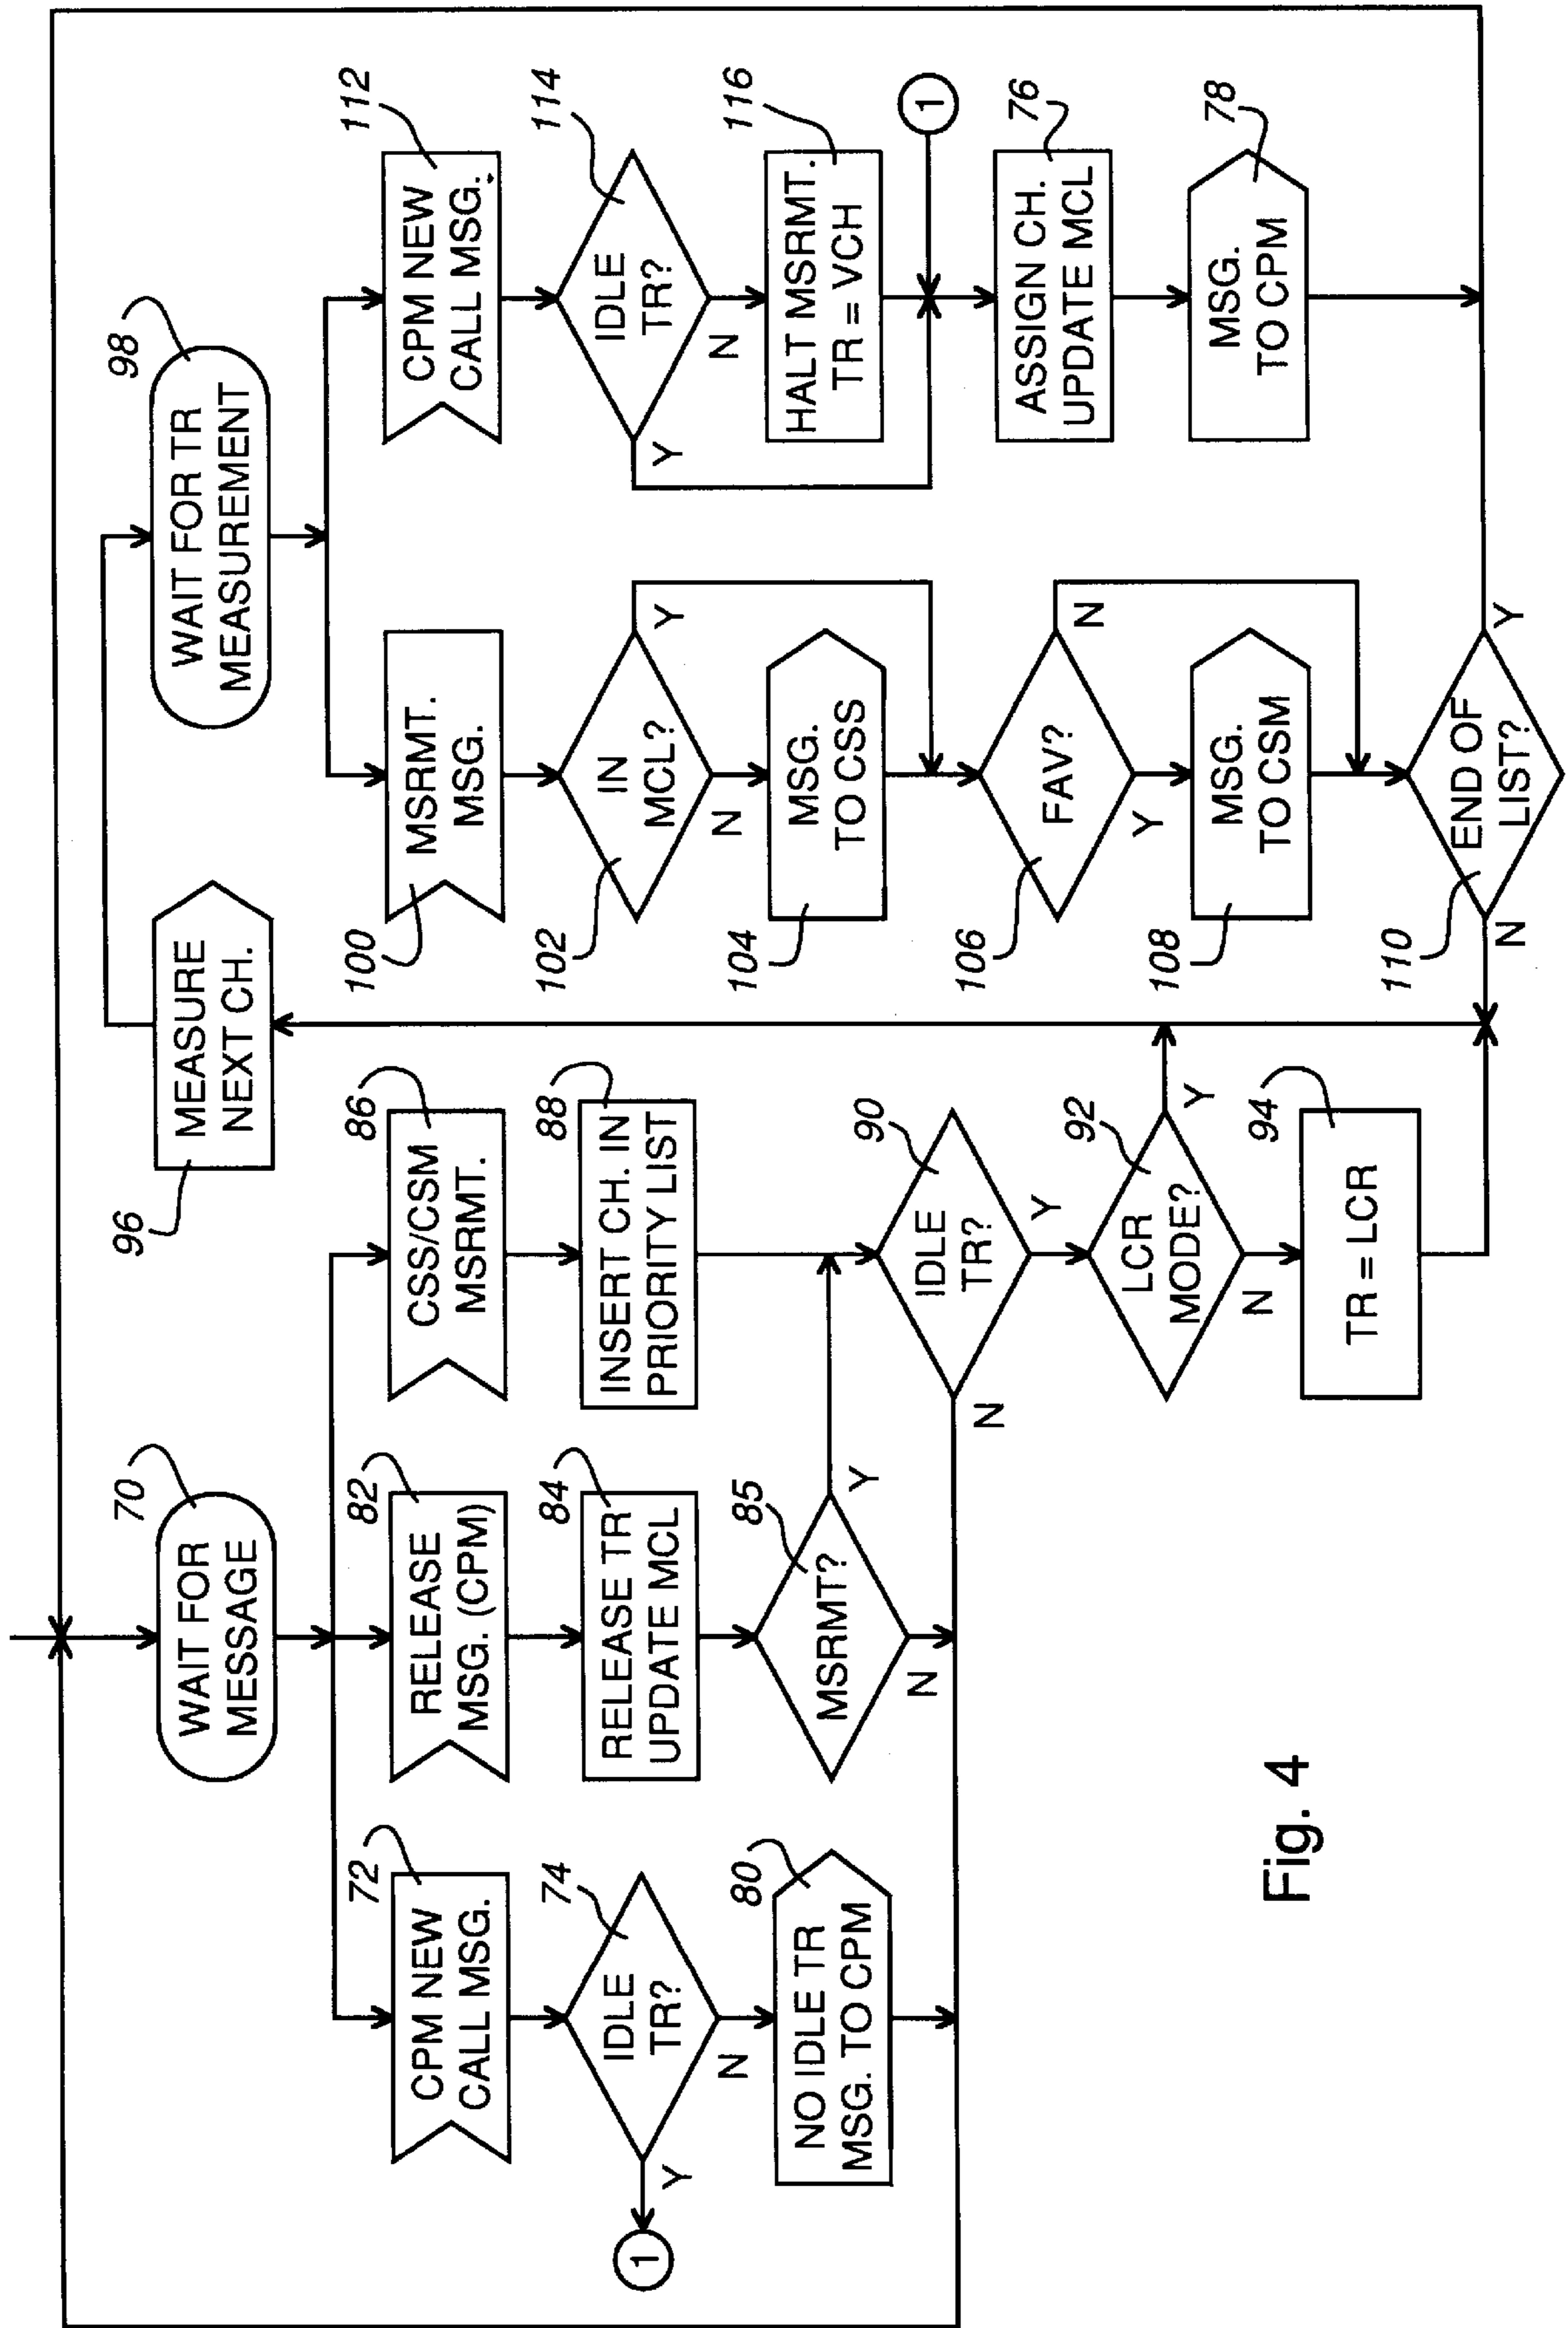 70
WAIT FOR
MESSAGE
72
CPM NEW
CALL MSG.
74
IDLE
TR?
Y
N
1
80
NO IDLE TR
MSG. TO CPM
82
RELEASE
MSG. (CPM)
84
RELEASE TR
UPDATE MCL
85
MSRMT?
Y
N
86
CSS/CSM
MSRMT.
88
INSERT CH. IN
PRIORITY LIST
90
IDLE
TR?
N
Y
92
LCR
MODE?
Y
N
94
TR = LCR
96
MEASURE
NEXT CH.
98
WAIT FOR TR
MEASUREMENT
100
MSRMT.
MSG.
102
IN
MCL?
Y
N
104
MSG.
TO CSS
106
FAV?
N
Y
108
MSG.
TO CSM
110
END OF
LIST?
N
Y
112
CPM NEW
CALL MSG.
114
IDLE
TR?
Y
N
116
HALT MSRMT.
TR = VCH
1
76
ASSIGN CH.
UPDATE MCL
78
MSG.
TO CPM
Fig. 4